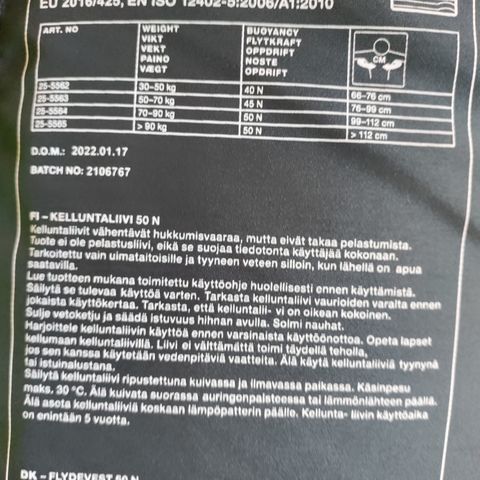 EU 2016/425, EN ISO 12402-5:2006/A1:2010
ART. NO WEIGHT BUOYANCY
VIKT FLYTKRAFT
VEKT OPPDRIFT
PAINO NOSTE
VÆGT OPDRIFT CM
25-5562 30–50 kg 40 N 66–76 cm
25-5563 50–70 kg 45 N 76–99 cm
25-5564 70–90 kg 50 N 99–112 cm
25-5565 > 90 kg 50 N > 112 cm
D.O.M.: 2022.01.17
BATCH NO: 2106767
FI – KELLUNTALIIVI 50 N
Kelluntaliivit vähentävät hukkumisvaaraa, mutta eivät takaa pelastumista.
Tuote ei ole pelastusliivi, eikä se suojaa tiedotonta käyttäjää kokonaan.
Tarkoitettu vain uimataitoisille ja tyyneen veteen silloin, kun lähellä on apua
saatavilla.
Lue tuotteen mukana toimitettu käyttöohje huolellisesti ennen käyttämistä.
Säilytä se tulevaa käyttöä varten. Tarkasta kelluntaliivi vaurioiden varalta ennen
jokaista käyttökertaa. Tarkasta, että kelluntalii- vi on oikean kokoinen.
Sulje vetoketju ja säädä istuvuus hihnan avulla. Solmi nauhat.
Harjoittele kelluntaliivin käyttöä ennen varsinaista käyttöönottoa. Opeta lapset
kellumaan kelluntaliivillä. Liivi ei välttämättä toimi täydellä teholla,
jos sen kanssa käytetään vedenpitäviä vaatteita. Älä käytä kelluntaliiviä tyynynä
tai istuinalustana.
Säilytä kelluntaliivi ripustettuna kuivassa ja ilmavassa paikassa. Käsinpesu
maks. 30 °C. Älä kuivata suorassa auringonpaisteessa tai lämmönlähteen päällä.
Älä aseta kelluntaliiviä koskaan lämpöpatterin päälle. Kellunta- liivin käyttöaika
on enintään 5 vuotta.
DK – FLYDEVEST 50 N